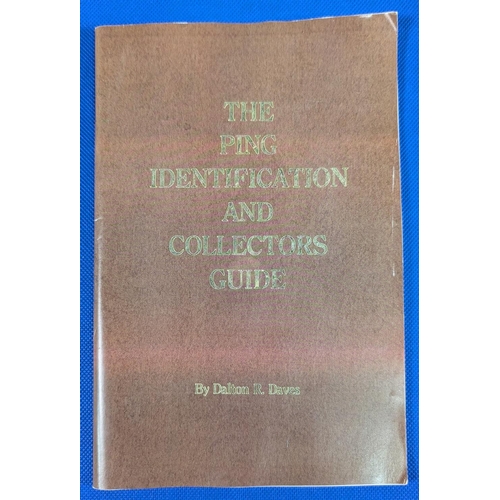 THE
PING
IDENTIFICATION
AND
COLLECTORS
GUIDE
By Dalton R. Daves